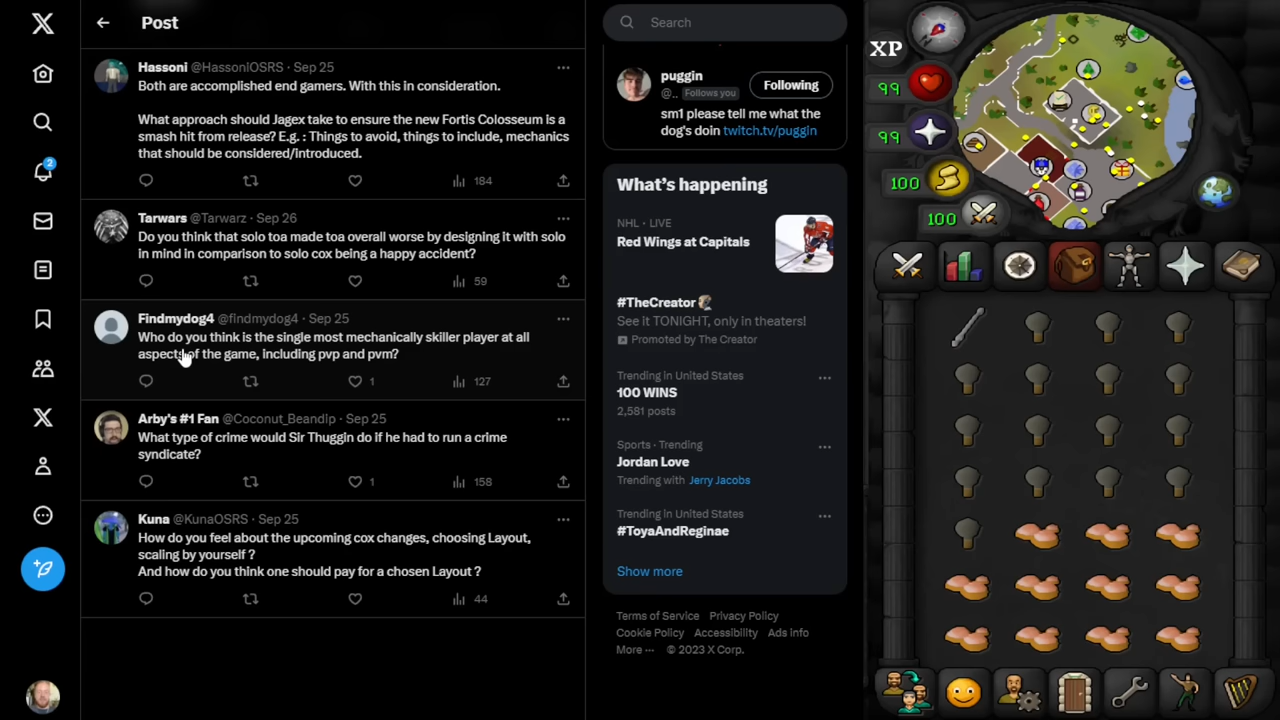 Post
Hassoni @HassoniOSRS · Sep 25
Both are accomplished end gamers. With this in consideration.
What approach should Jagex take to ensure the new Fortis Colosseum is a
smash hit from release? E.g. : Things to avoid, things to include, mechanics
that should be considered/introduced.
184
Tarwars @Tarwarz · Sep 26
Do you think that solo toa made toa overall worse by designing it with solo
in mind in comparison to solo cox being a happy accident?
59
Findmydog4 @findmydog4 · Sep 25
Who do you think is the single most mechanically skiller player at all
aspects of the game, including pvp and pvm?
1 127
Arby's #1 Fan @Coconut_Beandip · Sep 25
What type of crime would Sir Thuggin do if he had to run a crime
syndicate?
1 158
Kuna @KunaOSRS · Sep 25
How do you feel about the upcoming cox changes, choosing Layout,
scaling by yourself ?
And how do you think one should pay for a chosen Layout ?
44
2
Search
puggin
@.. Follows you
Following
sm1 please tell me what the
dog's doin twitch.tv/puggin
What's happening
NHL · LIVE
Red Wings at Capitals
#TheCreator
See it TONIGHT, only in theaters!
Promoted by The Creator
Trending in United States
100 WINS
2,581 posts
Sports · Trending
Jordan Love
Trending with Jerry Jacobs
Trending in United States
#ToyaAndReginae
Show more
Terms of Service Privacy Policy
Cookie Policy Accessibility Ads info
More ··· © 2023 X Corp.
XP
99
99
100
100